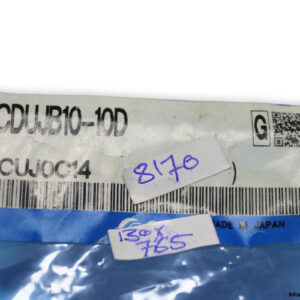 CDUJB10-10D
G
CUJ0C14
8170
)
130x
765
MADE IN JAPAN